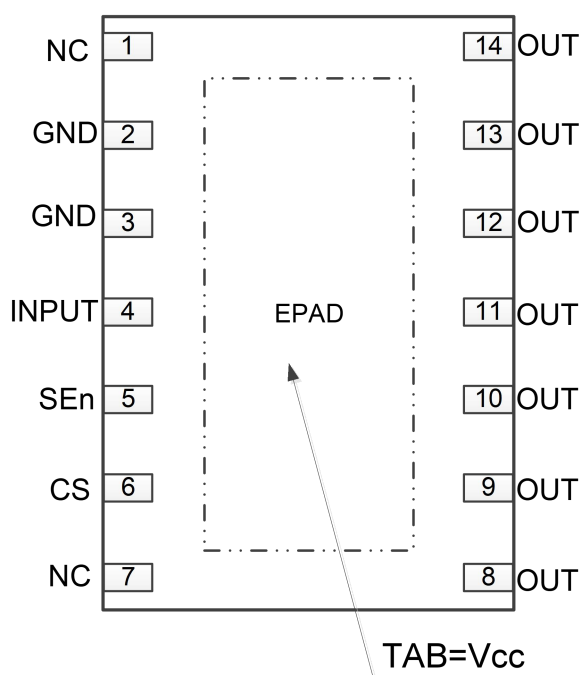 NC 1 14 OUT
GND 2 13 OUT
GND 3 12 OUT
INPUT 4 EPAD 11 OUT
SEn 5 10 OUT
CS 6 9 OUT
NC 7 8 OUT
TAB=Vcc